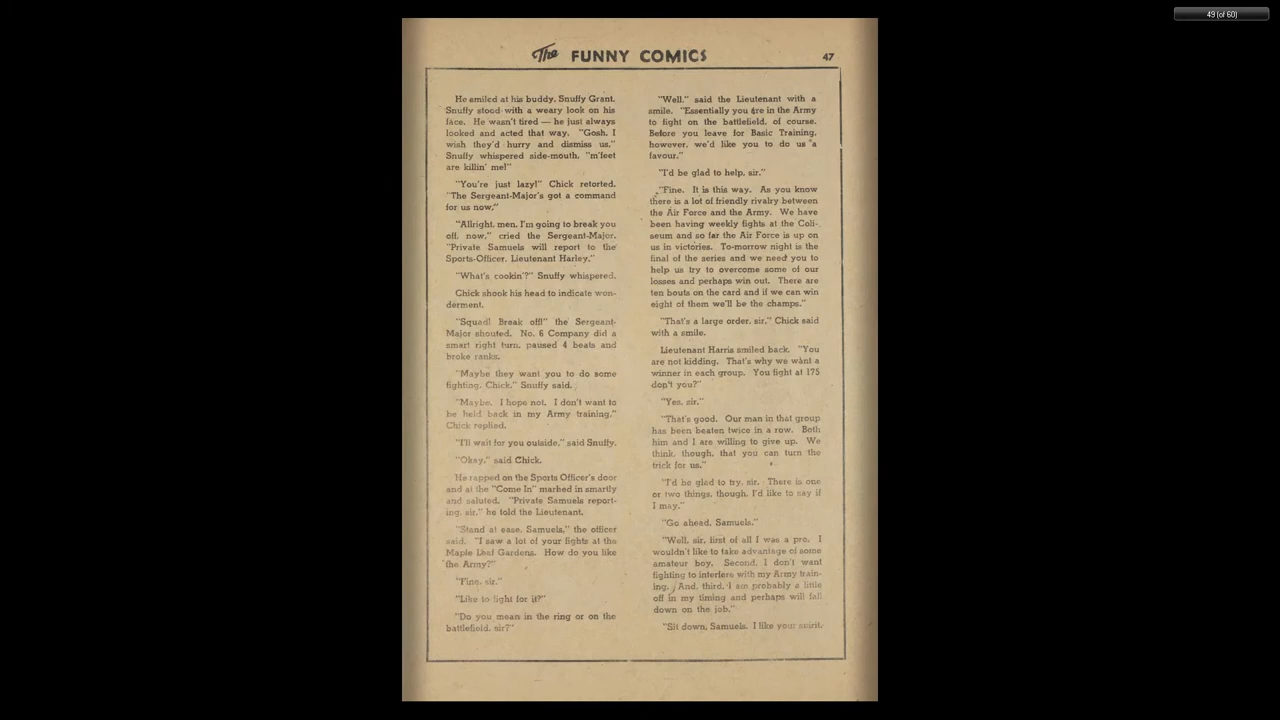 49 (of 60)
The FUNNY COMICS
47
He smiled at his buddy, Snuffy Grant.
Snuffy stood with a weary look on his
face. He wasn't tired — he just always
looked and acted that way. "Gosh, I
wish they'd hurry and dismiss us,"
Snuffy whispered side-mouth, "m'feet
are killin' me!"
"You're just lazy!" Chick retorted.
"The Sergeant-Major's got a command
for us now."
"Allright, men, I'm going to break you
off, now," cried the Sergeant-Major.
"Private Samuels will report to the
Sports-Officer, Lieutenant Harley."
"What's cookin'?" Snuffy whispered.
Chick shook his head to indicate won-
derment.
"Squad! Break off!" the Sergeant-
Major shouted. No. 6 Company did a
smart right turn, paused 4 beats and
broke ranks.
"Maybe they want you to do some
fighting, Chick," Snuffy said.
"Maybe. I hope not. I don't want to
be held back in my Army training,"
Chick replied.
"I'll wait for you outside," said Snuffy.
"Okay," said Chick.
He rapped on the Sports Officer's door
and at the "Come In" marhed in smartly
and saluted. "Private Samuels report-
ing, sir," he told the Lieutenant.
"Stand at ease, Samuels," the officer
said. "I saw a lot of your fights at the
Maple Leaf Gardens. How do you like
the Army?"
"Fine, sir."
"Like to fight for it?"
"Do you mean in the ring or on the
battlefield, sir?"
"Well," said the Lieutenant with a
smile. "Essentially you are in the Army
to fight on the battlefield, of course.
Before you leave for Basic Training,
however, we'd like you to do us a
favour."
"I'd be glad to help, sir."
"Fine. It is this way. As you know
there is a lot of friendly rivalry between
the Air Force and the Army. We have
been having weekly fights at the Coli-
seum and so far the Air Force is up on
us in victories. To-morrow night is the
final of the series and we need you to
help us try to overcome some of our
losses and perhaps win out. There are
ten bouts on the card and if we can win
eight of them we'll be the champs."
"That's a large order, sir," Chick said
with a smile.
Lieutenant Harris smiled back. "You
are not kidding. That's why we want a
winner in each group. You fight at 175
don't you?"
"Yes, sir."
"That's good. Our man in that group
has been beaten twice in a row. Both
him and I are willing to give up. We
think, though, that you can turn the
trick for us."
"I'd be glad to try, sir. There is one
or two things, though, I'd like to say if
I may."
"Go ahead, Samuels."
"Well, sir, first of all I was a pro. I
wouldn't like to take advantage of some
amateur boy. Second, I don't want
fighting to interfere with my Army train-
ing. And, third, I am probably a little
off in my timing and perhaps will fall
down on the job."
"Sit down, Samuels. I like your spirit.